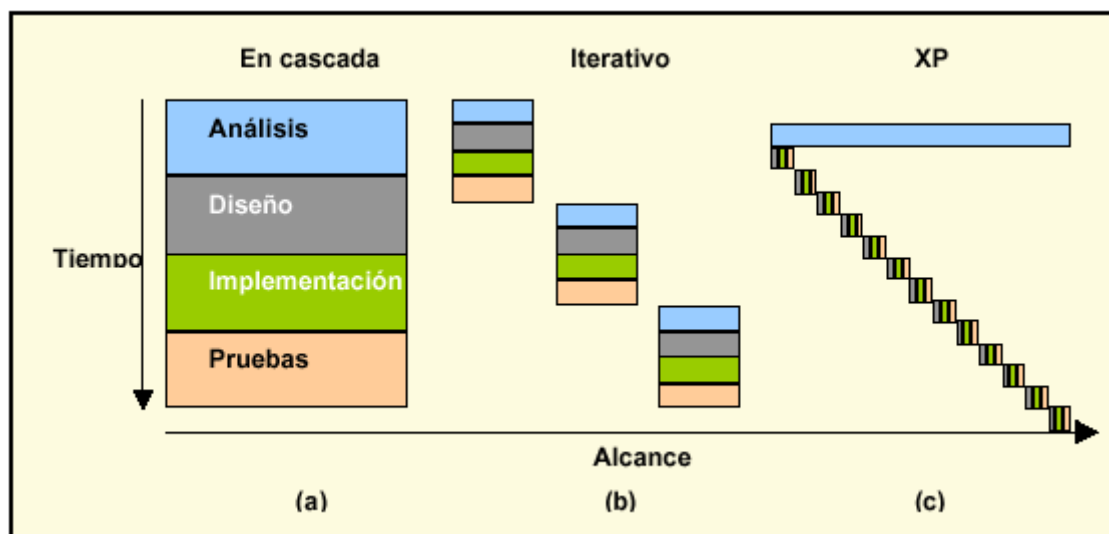 En cascada
Iterativo
XP
Análisis
Diseño
Tiempo
Implementación
Pruebas
Alcance
(a)
(b)
(c)